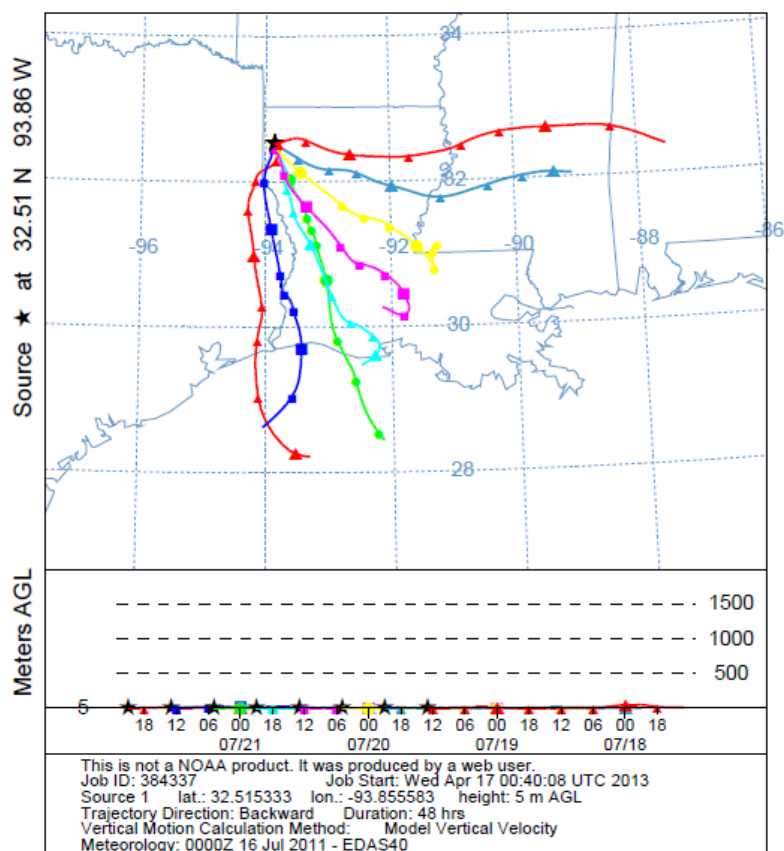 Source ★ at 32.51 N 93.86 W
34
32
-96
-94
-92
-90
-88
-86
30
28
Meters AGL
1500
1000
500
5
18 12 06 00 18 12 06 00 18 12 06 00 18 12 06 00 18
07/21 07/20 07/19 07/18
This is not a NOAA product. It was produced by a web user.
Job ID: 384337 Job Start: Wed Apr 17 00:40:08 UTC 2013
Source 1 lat.: 32.515333 lon.: -93.855583 height: 5 m AGL
Trajectory Direction: Backward Duration: 48 hrs
Vertical Motion Calculation Method: Model Vertical Velocity
Meteorology: 0000Z 16 Jul 2011 - EDAS40